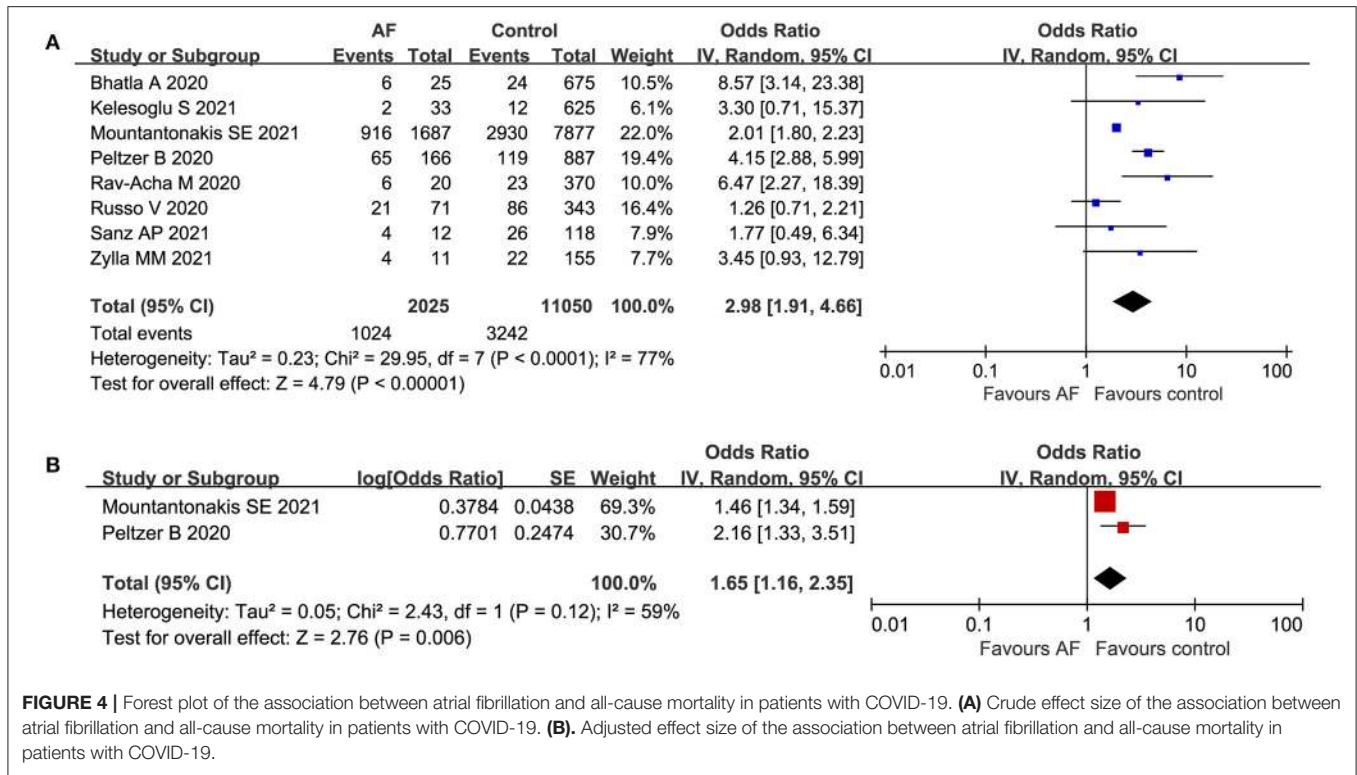 A
AF Control Odds Ratio Odds Ratio
Study or Subgroup Events Total Events Total Weight IV, Random, 95% CI IV, Random, 95% CI
Bhatla A 2020 6 25 24 675 10.5% 8.57 [3.14, 23.38]
Kelesoglu S 2021 2 33 12 625 6.1% 3.30 [0.71, 15.37]
Mountantonakis SE 2021 916 1687 2930 7877 22.0% 2.01 [1.80, 2.23]
Peltzer B 2020 65 166 119 887 19.4% 4.15 [2.88, 5.99]
Rav-Acha M 2020 6 20 23 370 10.0% 6.47 [2.27, 18.39]
Russo V 2020 21 71 86 343 16.4% 1.26 [0.71, 2.21]
Sanz AP 2021 4 12 26 118 7.9% 1.77 [0.49, 6.34]
Zylla MM 2021 4 11 22 155 7.7% 3.45 [0.93, 12.79]
Total (95% CI) 2025 11050 100.0% 2.98 [1.91, 4.66]
Total events 1024 3242
Heterogeneity: Tau² = 0.23; Chi² = 29.95, df = 7 (P < 0.0001); I² = 77%
Test for overall effect: Z = 4.79 (P < 0.00001)
0.01 0.1 1 10 100
Favours AF Favours control
B
Odds Ratio Odds Ratio
Study or Subgroup log[Odds Ratio] SE Weight IV, Random, 95% CI IV, Random, 95% CI
Mountantonakis SE 2021 0.3784 0.0438 69.3% 1.46 [1.34, 1.59]
Peltzer B 2020 0.7701 0.2474 30.7% 2.16 [1.33, 3.51]
Total (95% CI) 100.0% 1.65 [1.16, 2.35]
Heterogeneity: Tau² = 0.05; Chi² = 2.43, df = 1 (P = 0.12); I² = 59%
Test for overall effect: Z = 2.76 (P = 0.006)
0.01 0.1 1 10 100
Favours AF Favours control
FIGURE 4 | Forest plot of the association between atrial fibrillation and all-cause mortality in patients with COVID-19. (A) Crude effect size of the association between
atrial fibrillation and all-cause mortality in patients with COVID-19. (B). Adjusted effect size of the association between atrial fibrillation and all-cause mortality in
patients with COVID-19.